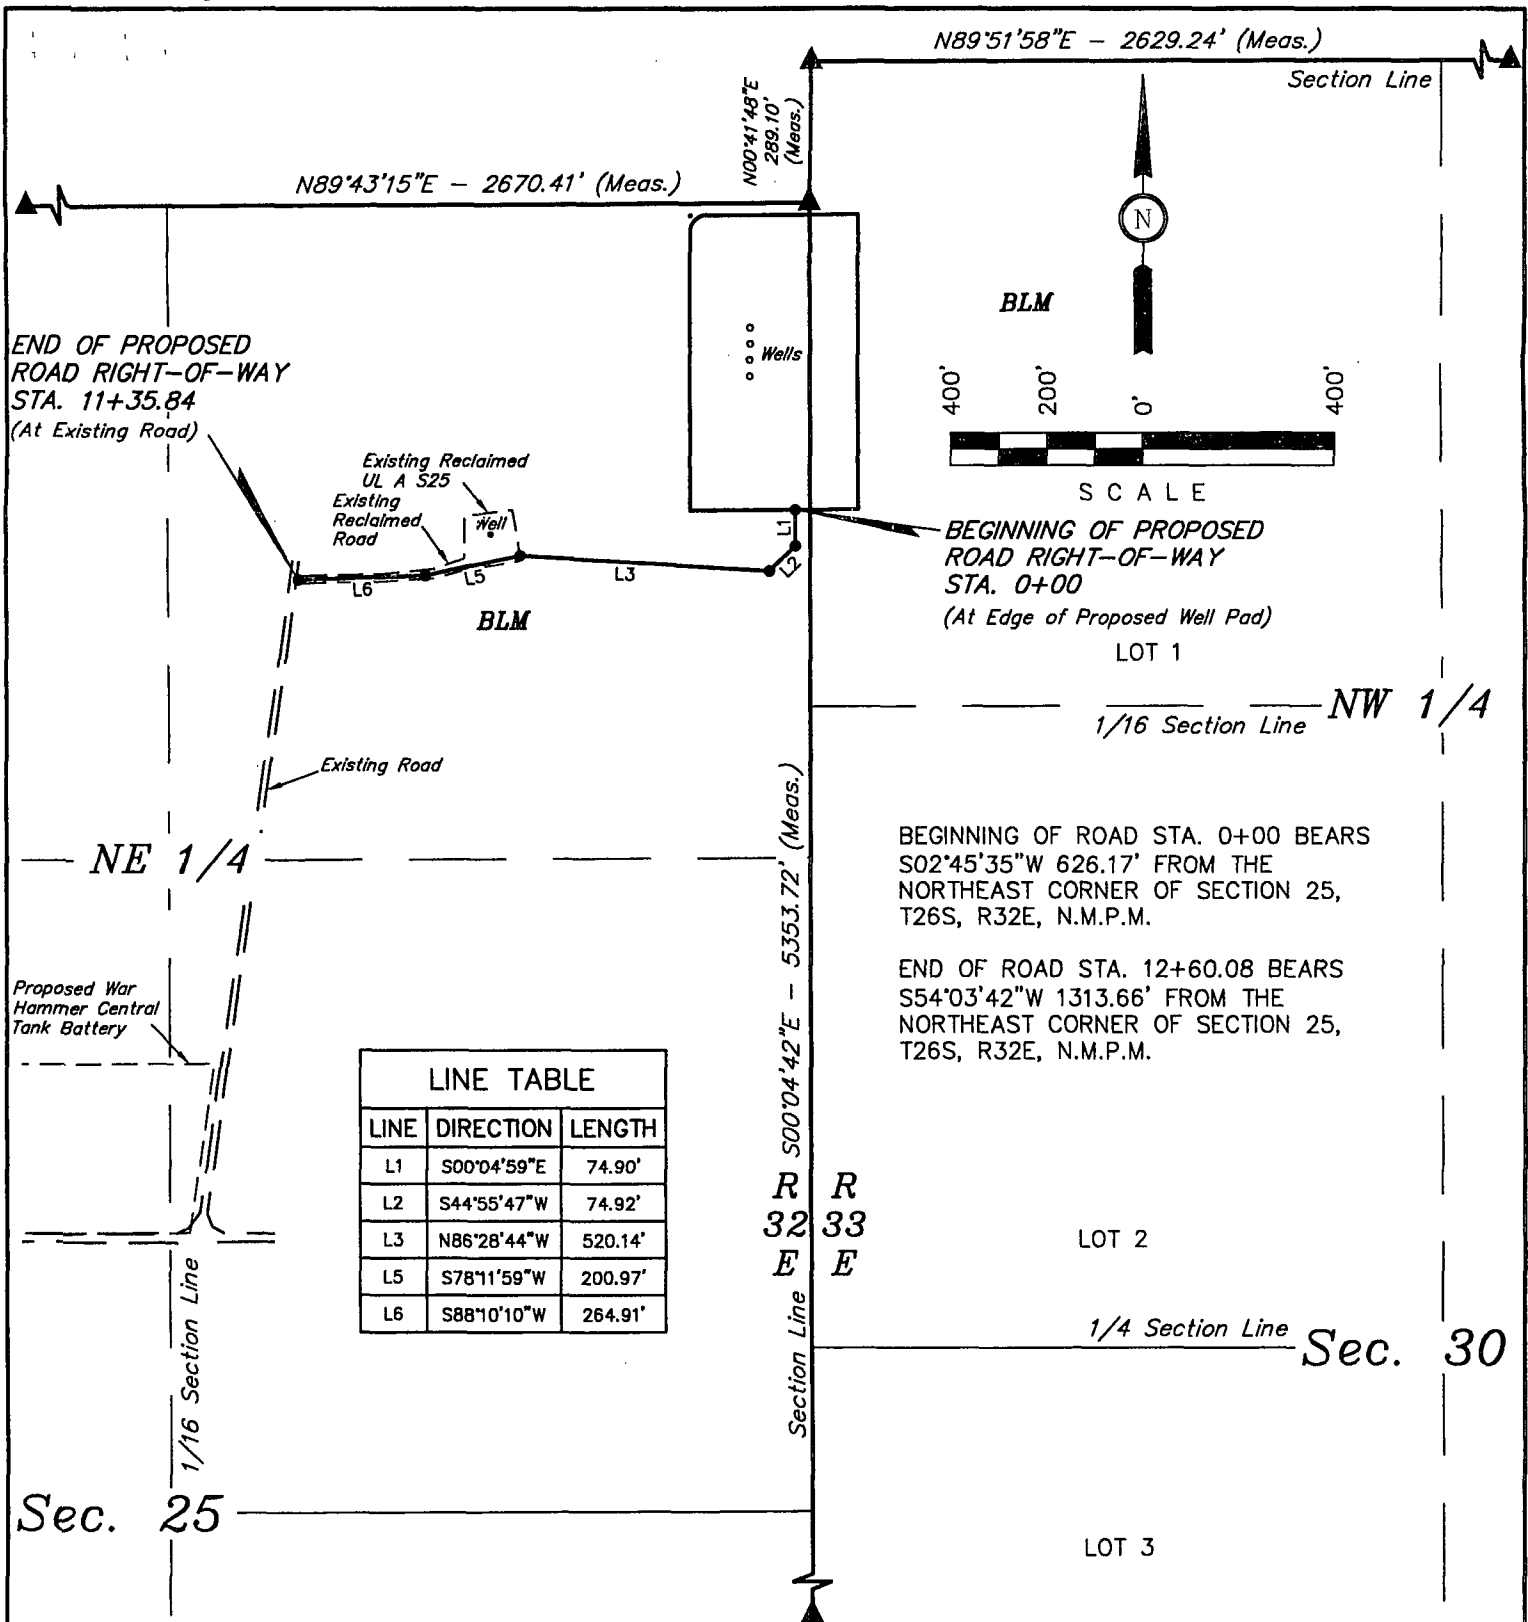 N89°51'58"E – 2629.24' (Meas.)
Section Line
N00°41'48"E
289.10'
(Meas.)
N89°43'15"E – 2670.41' (Meas.)
N
BLM
Wells
END OF PROPOSED
ROAD RIGHT-OF-WAY
STA. 11+35.84
(At Existing Road)
400'
200'
0'
400'
SCALE
Existing Reclaimed
UL A S25
Existing
Reclaimed
Road
Well
L1
L2
L3
L5
L6
BLM
BEGINNING OF PROPOSED
ROAD RIGHT-OF-WAY
STA. 0+00
(At Edge of Proposed Well Pad)
LOT 1
NW 1/4
1/16 Section Line
Existing Road
NE 1/4
S00°04'42"E – 5353.72' (Meas.)
BEGINNING OF ROAD STA. 0+00 BEARS
S02°45'35"W 626.17' FROM THE
NORTHEAST CORNER OF SECTION 25,
T26S, R32E, N.M.P.M.
END OF ROAD STA. 12+60.08 BEARS
S54°03'42"W 1313.66' FROM THE
NORTHEAST CORNER OF SECTION 25,
T26S, R32E, N.M.P.M.
Proposed War
Hammer Central
Tank Battery
LINE TABLE
LINE DIRECTION LENGTH
L1 S00°04'59"E 74.90'
L2 S44°55'47"W 74.92'
L3 N86°28'44"W 520.14'
L5 S78°11'59"W 200.97'
L6 S88°10'10"W 264.91'
R R
32 33
E E
LOT 2
1/16 Section Line
Section Line
1/4 Section Line
Sec. 30
Sec. 25
LOT 3